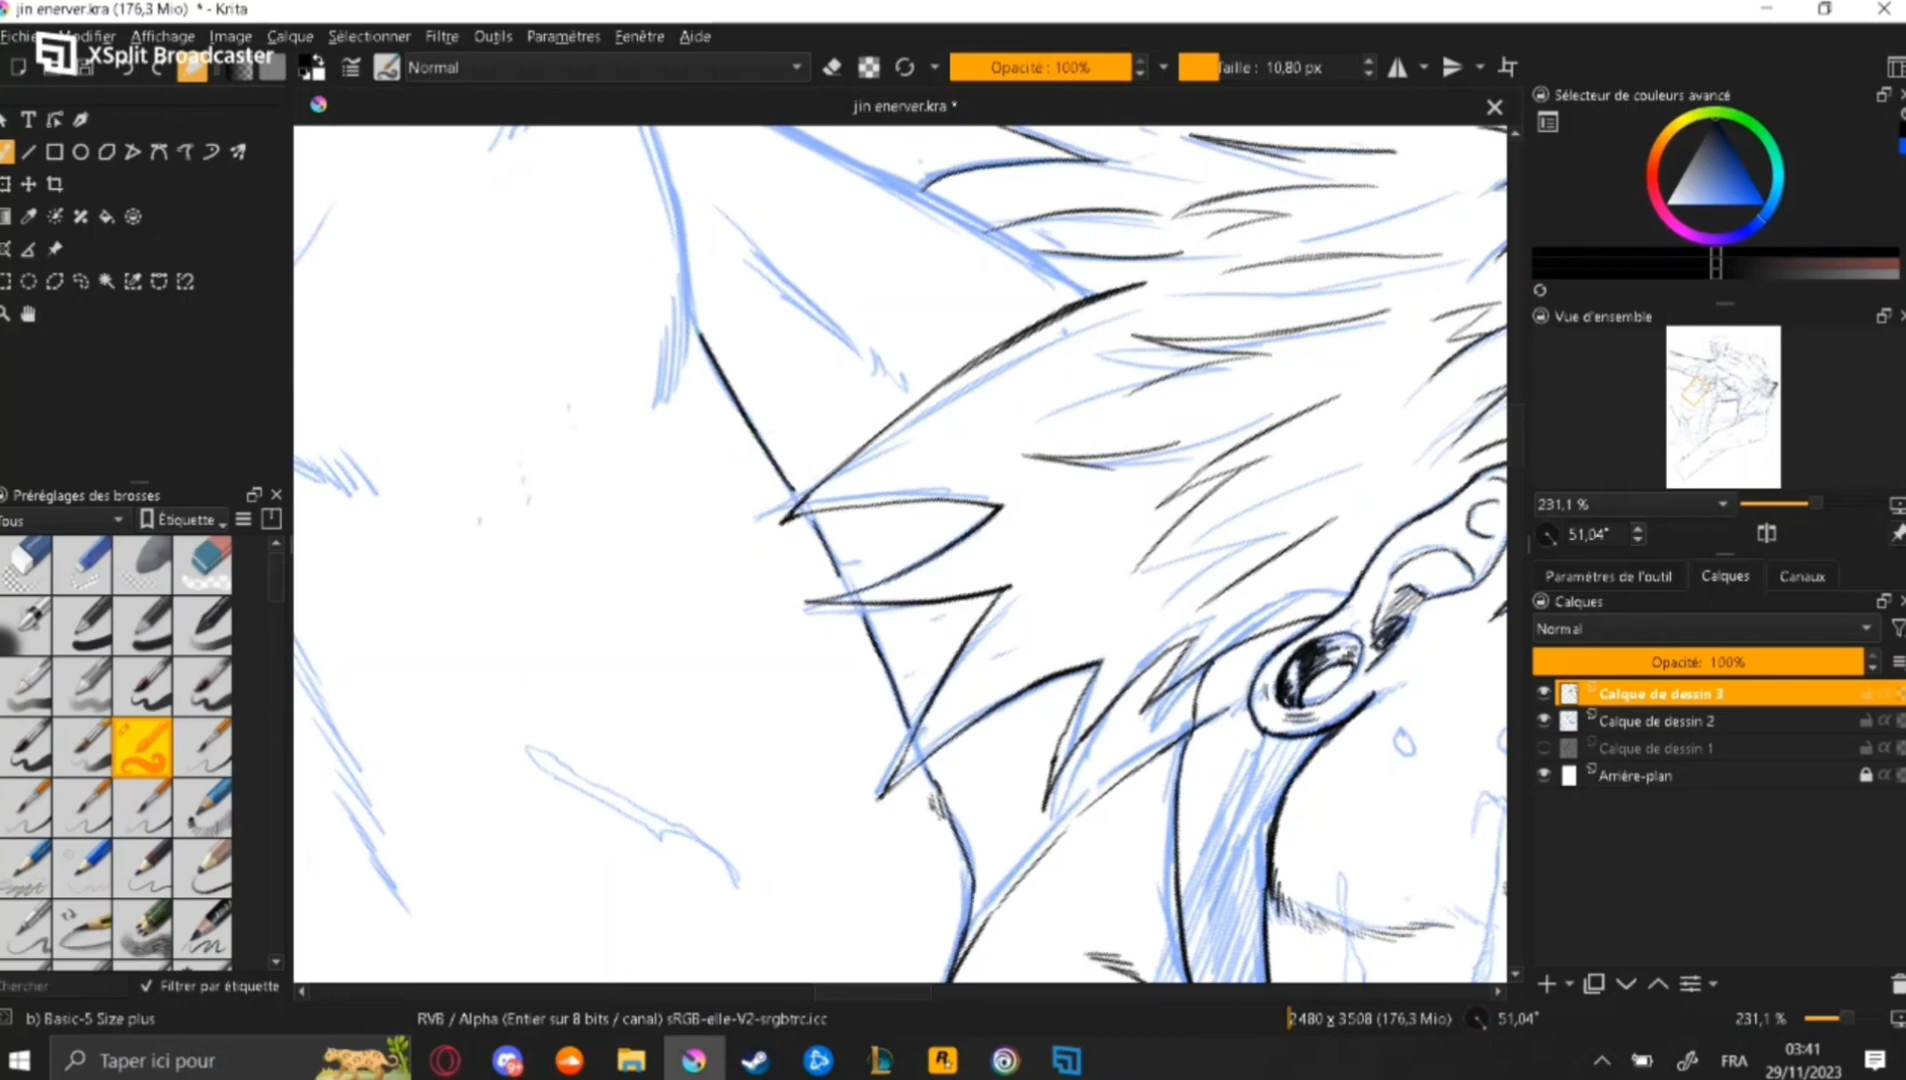 jin enerver.kra (176,3 Mio) * - Krita
Fichier Modifier Affichage Image Calque Sélectionner Filtre Outils Paramètres Fenêtre Aide
XSplit Broadcaster
Normal
Opacité : 100%
Taille : 10,80 px
jin enerver.kra *
Sélecteur de couleurs avancé
Vue d'ensemble
231,1 %
51,04°
Préréglages des brosses
Tous
Étiquette
Paramètres de l'outil Calques Canaux
Calques
Normal
Opacité: 100%
Calque de dessin 3
Calque de dessin 2
Calque de dessin 1
Arrière-plan
Chercher
Filtrer par étiquette
b) Basic-5 Size plus
RVB / Alpha (Entier sur 8 bits / canal) sRGB-elle-V2-srgbtrc.icc
2480 x 3508 (176,3 Mio)
51,04°
231,1 %
Taper ici pour
FRA
03:41
29/11/2023